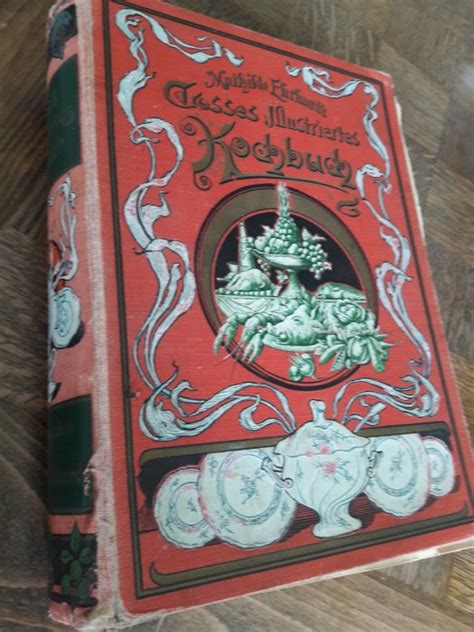 Mathilde Ehrhardt
Grosses Illustriertes
Kochbuch